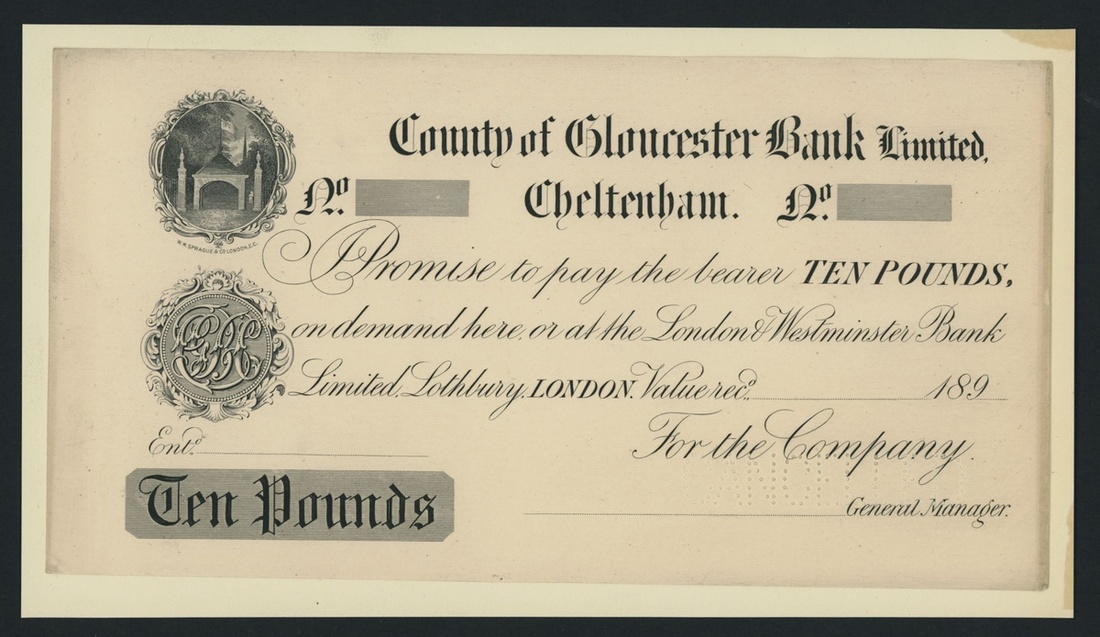 County of Gloucester Bank Limited,
Nº. Cheltenham. Nº.
W. W. SPRAGUE & CO LONDON, E.C.
I Promise to pay the bearer TEN POUNDS,
on demand here, or at the London & Westminster Bank
Limited, Lothbury, LONDON. Value recd. 189
Entd.
For the Company.
Ten Pounds
General Manager.